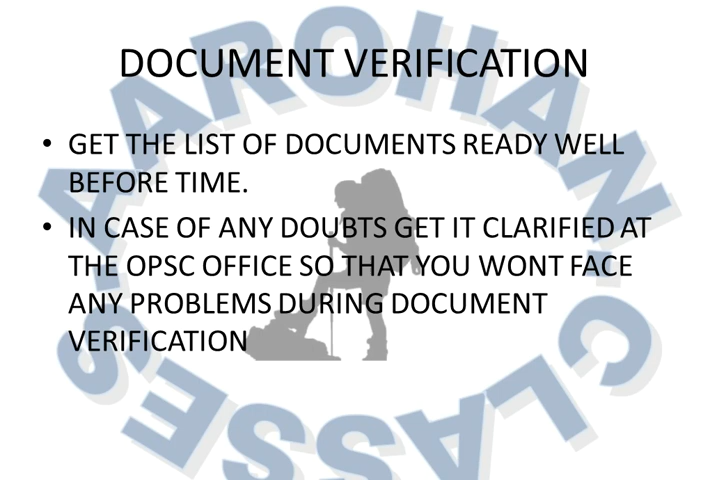 DOCUMENT VERIFICATION
• GET THE LIST OF DOCUMENTS READY WELL
BEFORE TIME.
• IN CASE OF ANY DOUBTS GET IT CLARIFIED AT
THE OPSC OFFICE SO THAT YOU WONT FACE
ANY PROBLEMS DURING DOCUMENT
VERIFICATION
AAROHAN
CLASSES